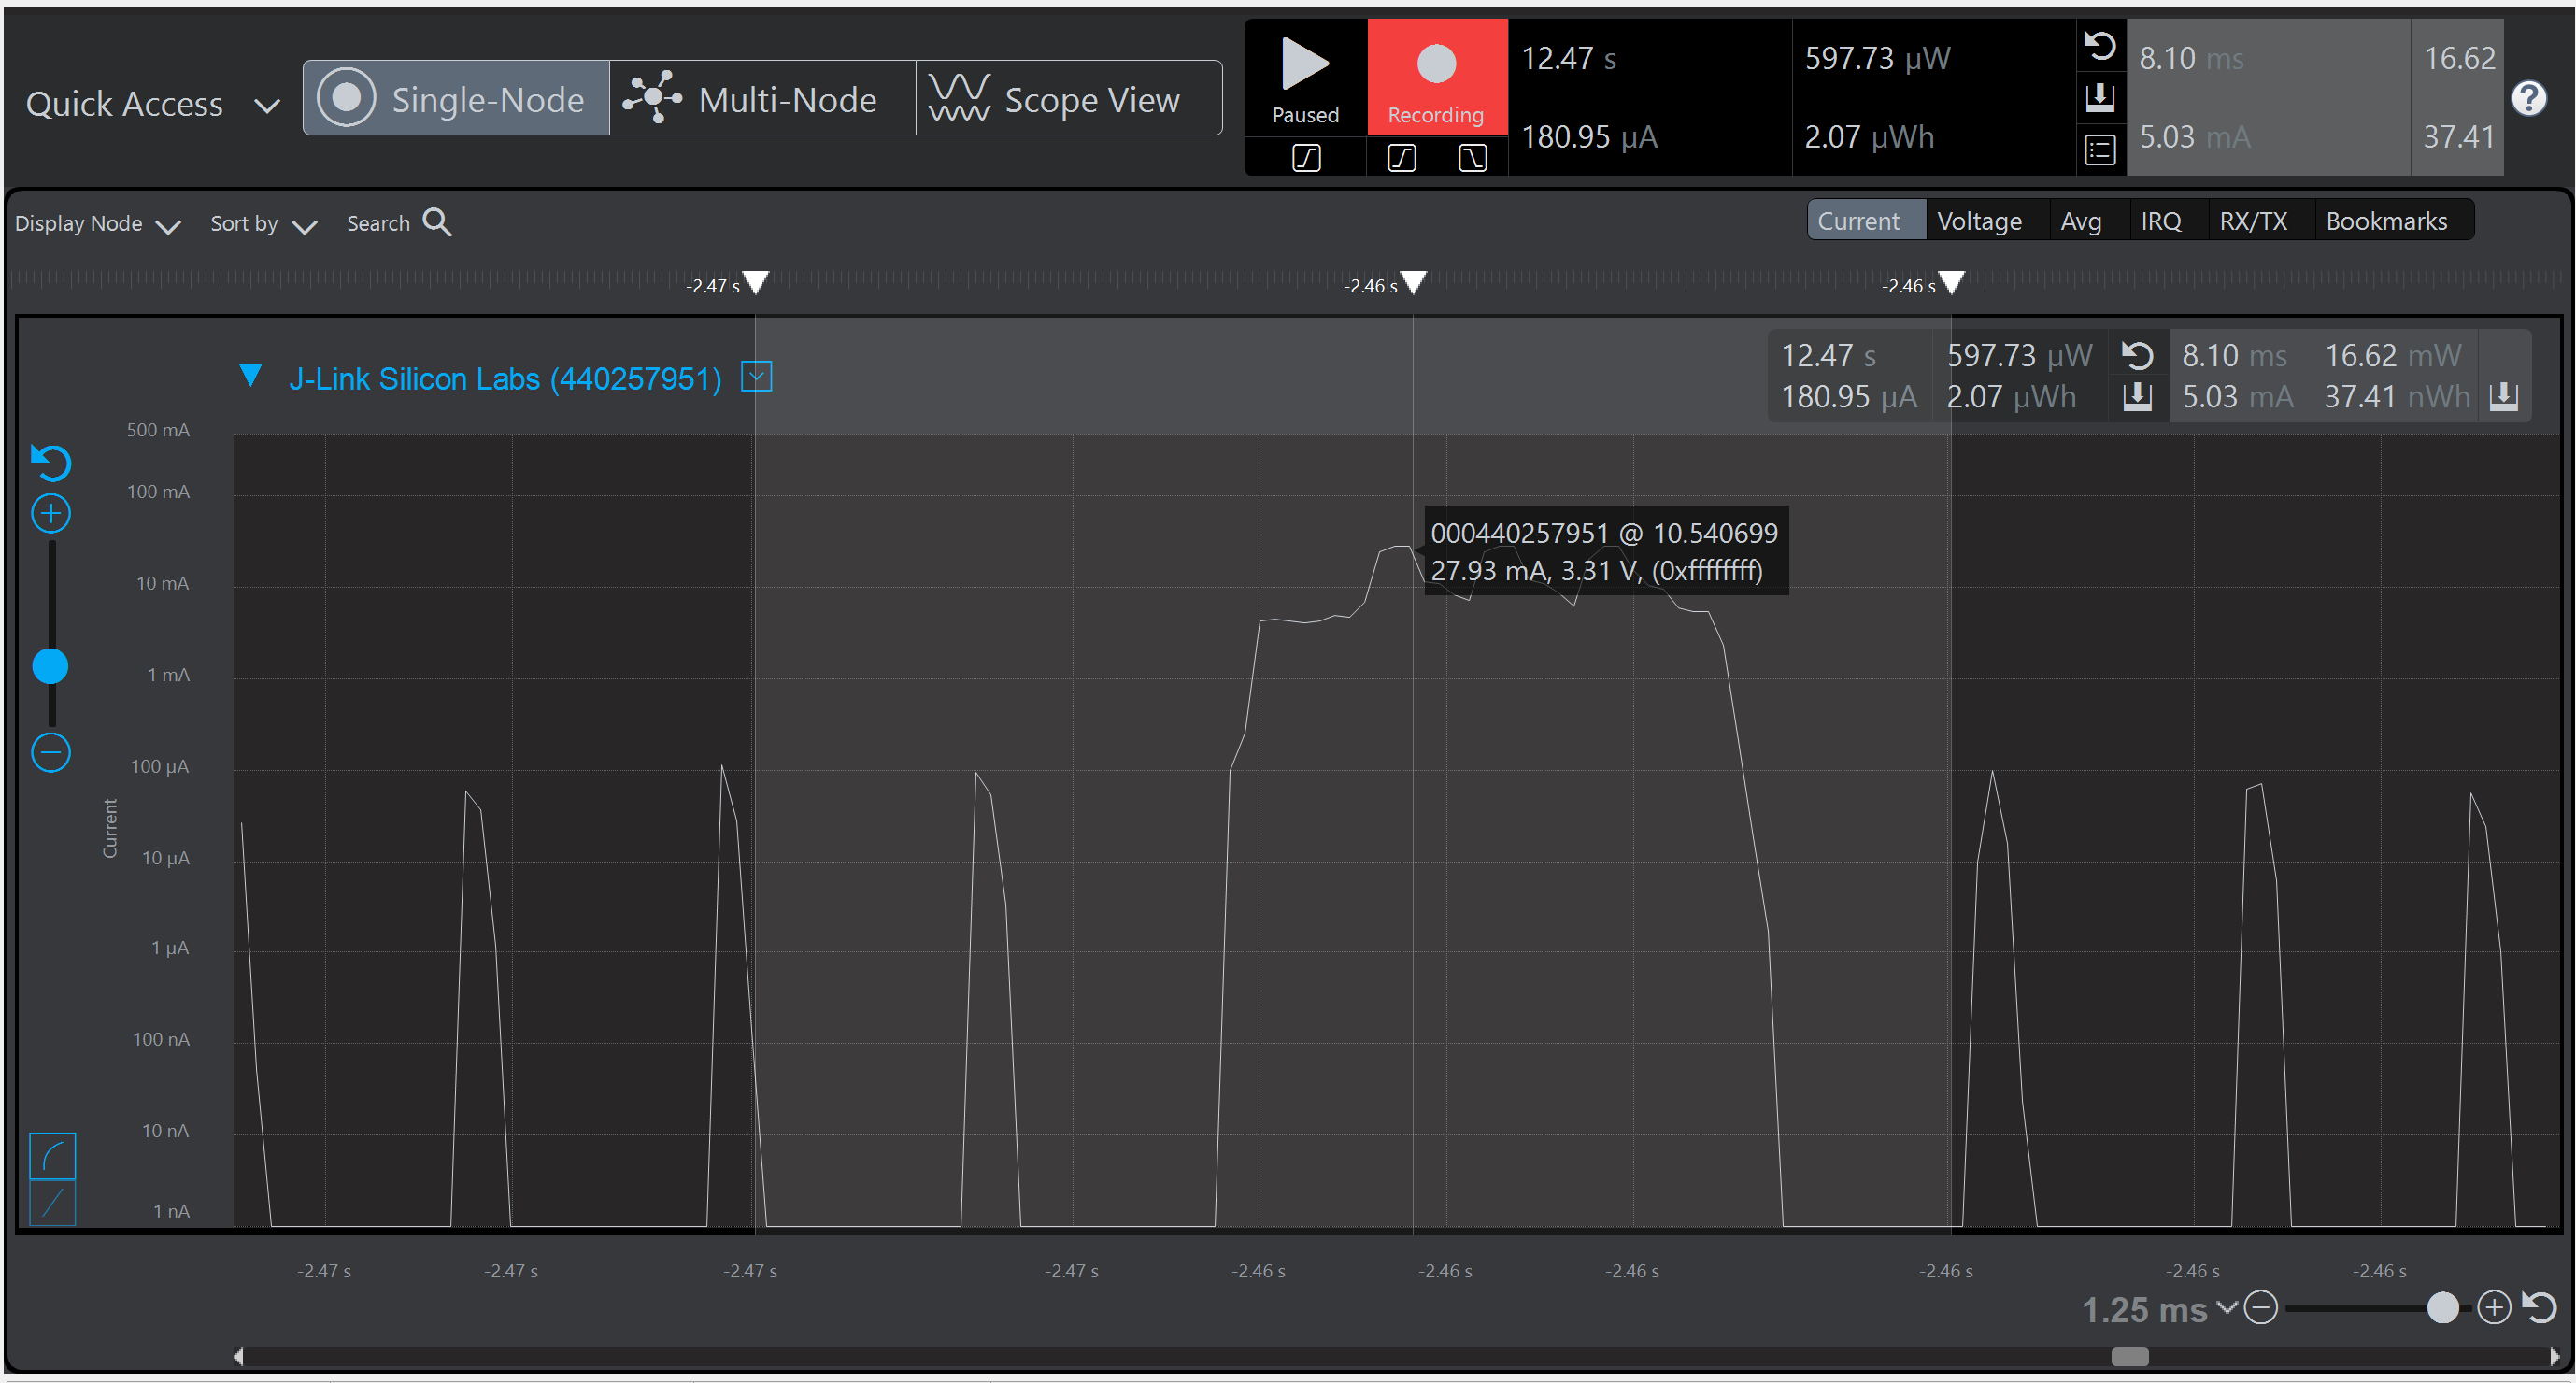 Quick Access
Single-Node
Multi-Node
Scope View
Paused
Recording
12.47 s
180.95 µA
597.73 µW
2.07 µWh
8.10 ms
5.03 mA
16.62
37.41
?
Display Node
Sort by
Search
Current
Voltage
Avg
IRQ
RX/TX
Bookmarks
-2.47 s
-2.46 s
-2.46 s
J-Link Silicon Labs (440257951)
12.47 s 597.73 µW 8.10 ms 16.62 mW
180.95 µA 2.07 µWh 5.03 mA 37.41 nWh
500 mA
100 mA
10 mA
1 mA
100 µA
10 µA
1 µA
100 nA
10 nA
1 nA
Current
000440257951 @ 10.540699
27.93 mA, 3.31 V, (0xffffffff)
-2.47 s
-2.47 s
-2.47 s
-2.47 s
-2.46 s
-2.46 s
-2.46 s
-2.46 s
-2.46 s
-2.46 s
1.25 ms